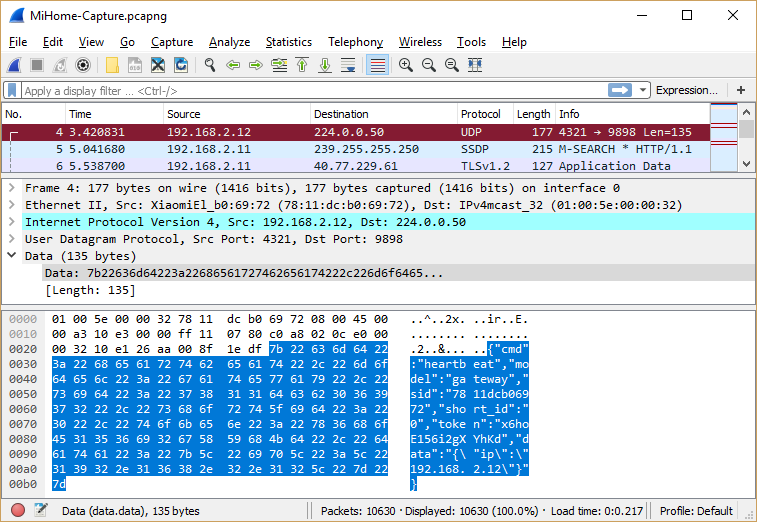 MiHome-Capture.pcapng
File Edit View Go Capture Analyze Statistics Telephony Wireless Tools Help
Apply a display filter ... <Ctrl-/> Expression... +
No. Time Source Destination Protocol Length Info
4 3.420831 192.168.2.12 224.0.0.50 UDP 177 4321 → 9898 Len=135
5 5.041680 192.168.2.11 239.255.255.250 SSDP 215 M-SEARCH * HTTP/1.1
6 5.538700 192.168.2.11 40.77.229.61 TLSv1.2 127 Application Data
Frame 4: 177 bytes on wire (1416 bits), 177 bytes captured (1416 bits) on interface 0
Ethernet II, Src: XiaomiEl_b0:69:72 (78:11:dc:b0:69:72), Dst: IPv4mcast_32 (01:00:5e:00:00:32)
Internet Protocol Version 4, Src: 192.168.2.12, Dst: 224.0.0.50
User Datagram Protocol, Src Port: 4321, Dst Port: 9898
Data (135 bytes)
Data: 7b22636d64223a22686561727462656174222c226d6f6465...
[Length: 135]
0000 01 00 5e 00 00 32 78 11 dc b0 69 72 08 00 45 00 ..^..2x. ..ir..E.
0010 00 a3 10 e3 00 00 ff 11 07 80 c0 a8 02 0c e0 00 ........ ........
0020 00 32 10 e1 26 aa 00 8f 1e df 7b 22 63 6d 64 22 .2..&... ..{"cmd"
0030 3a 22 68 65 61 72 74 62 65 61 74 22 2c 22 6d 6f :"heartb eat","mo
0040 64 65 6c 22 3a 22 67 61 74 65 77 61 79 22 2c 22 del":"ga teway","
0050 73 69 64 22 3a 22 37 38 31 31 64 63 62 30 36 39 sid":"78 11dcb069
0060 37 32 22 2c 22 73 68 6f 72 74 5f 69 64 22 3a 22 72","sho rt_id":"
0070 30 22 2c 22 74 6f 6b 65 6e 22 3a 22 78 36 68 6f 0","toke n":"x6ho
0080 45 31 35 36 69 32 67 58 59 68 4b 64 22 2c 22 64 E156i2gX YhKd","d
0090 61 74 61 22 3a 22 7b 5c 22 69 70 5c 22 3a 5c 22 ata":"{\ "ip\":\"
00a0 31 39 32 2e 31 36 38 2e 32 2e 31 32 5c 22 7d 22 192.168. 2.12\"}"
00b0 7d }
Data (data.data), 135 bytes Packets: 10630 · Displayed: 10630 (100.0%) · Load time: 0:0.217 Profile: Default